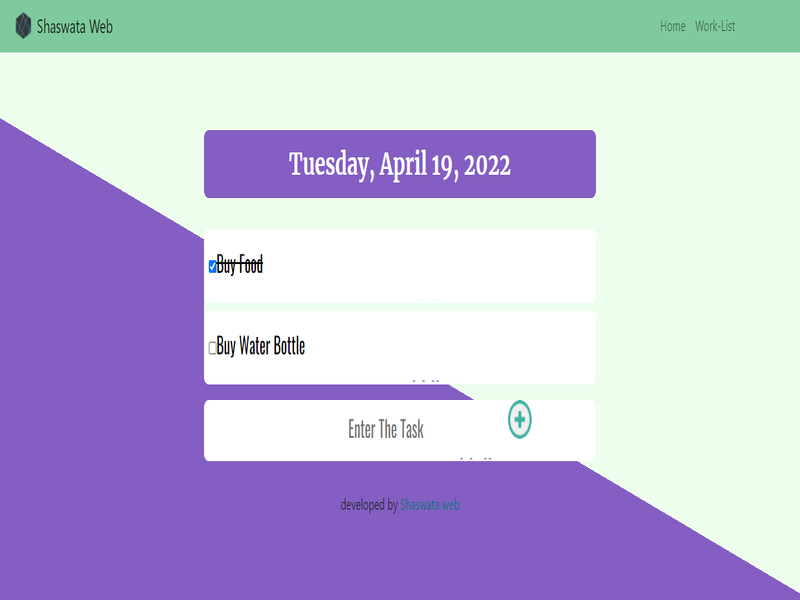 Shaswata Web
Home Work-List
Tuesday, April 19, 2022
Buy Food
Buy Water Bottle
Enter The Task
developed by Shaswata web